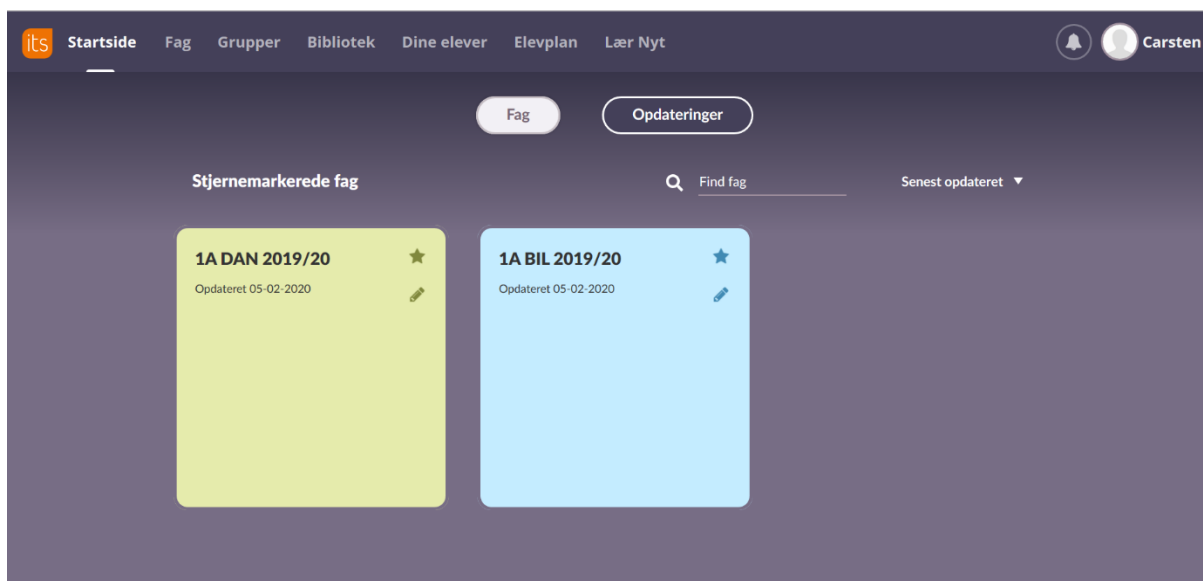 its Startside Fag Grupper Bibliotek Dine elever Elevplan Lær Nyt Carsten
Fag Opdateringer
Stjernemarkerede fag Find fag Senest opdateret
1A DAN 2019/20 1A BIL 2019/20
Opdateret 05-02-2020 Opdateret 05-02-2020